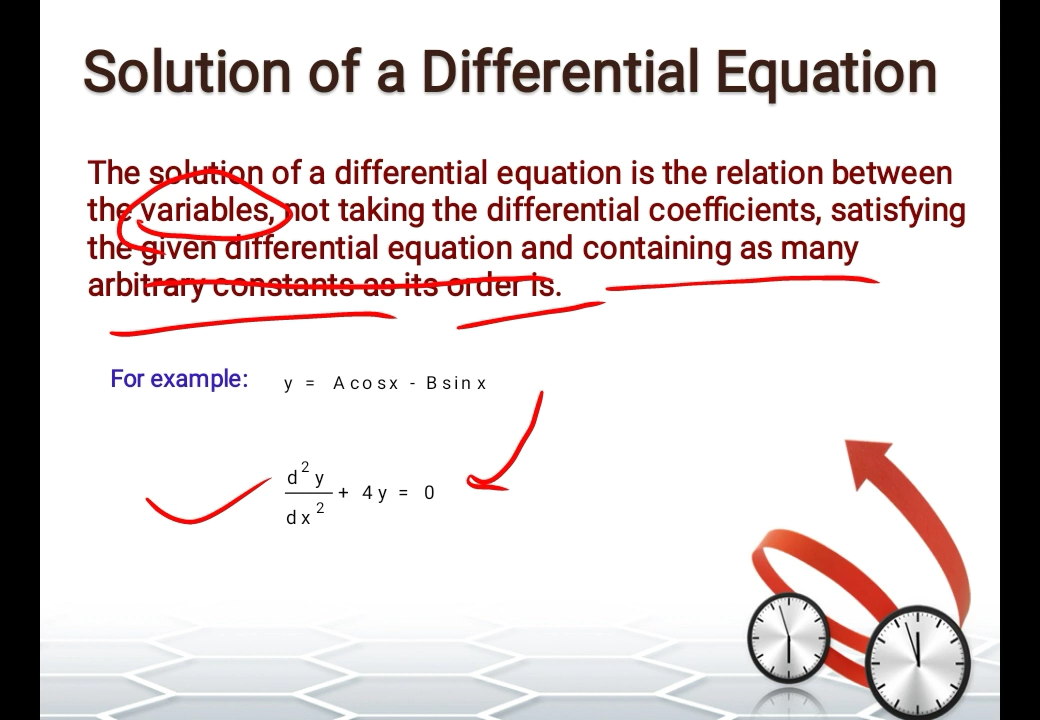 Solution of a Differential Equation
The solution of a differential equation is the relation between
the variables, not taking the differential coefficients, satisfying
the given differential equation and containing as many
arbitrary constants as its order is.
For example: y = Acosx - Bsin x
d²y/dx² + 4y = 0